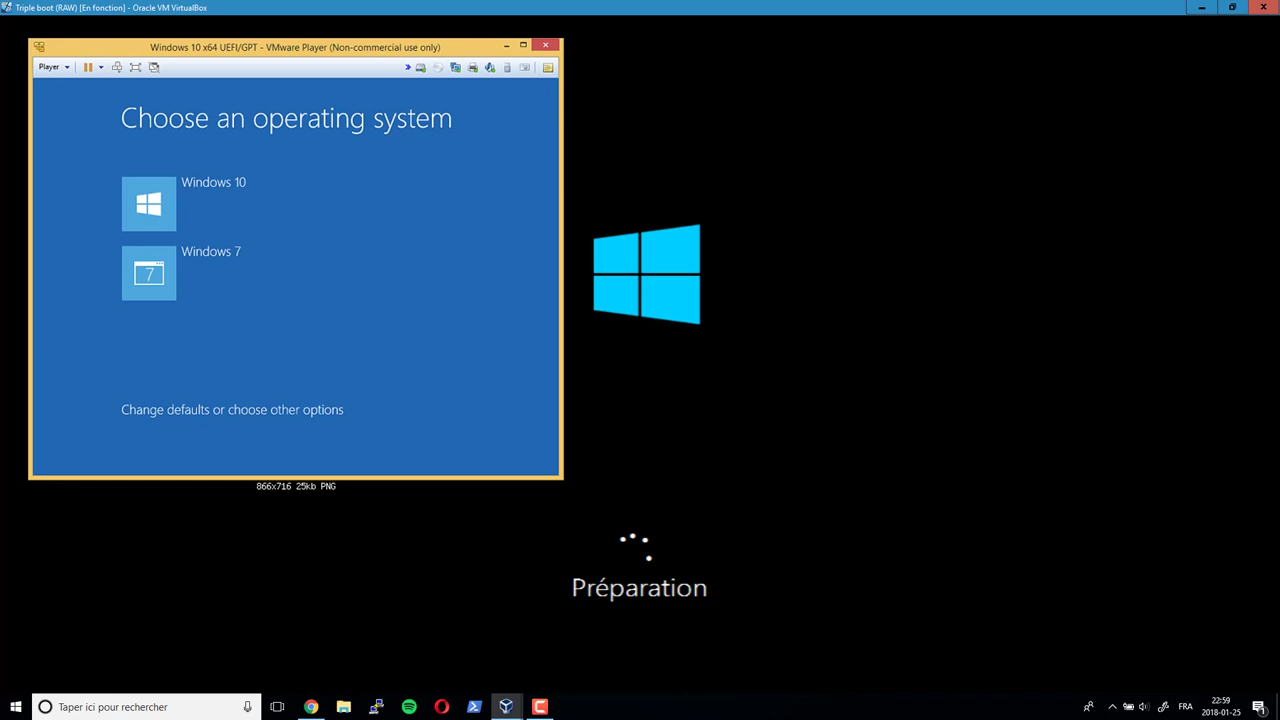 Triple boot (RAW) [En fonction] - Oracle VM VirtualBox
Windows 10 x64 UEFI/GPT - VMware Player (Non-commercial use only)
Player
Choose an operating system
Windows 10
7
Windows 7
Change defaults or choose other options
866x716 25kb PNG
Préparation
Taper ici pour rechercher
FRA
22:59
2018-01-25
1